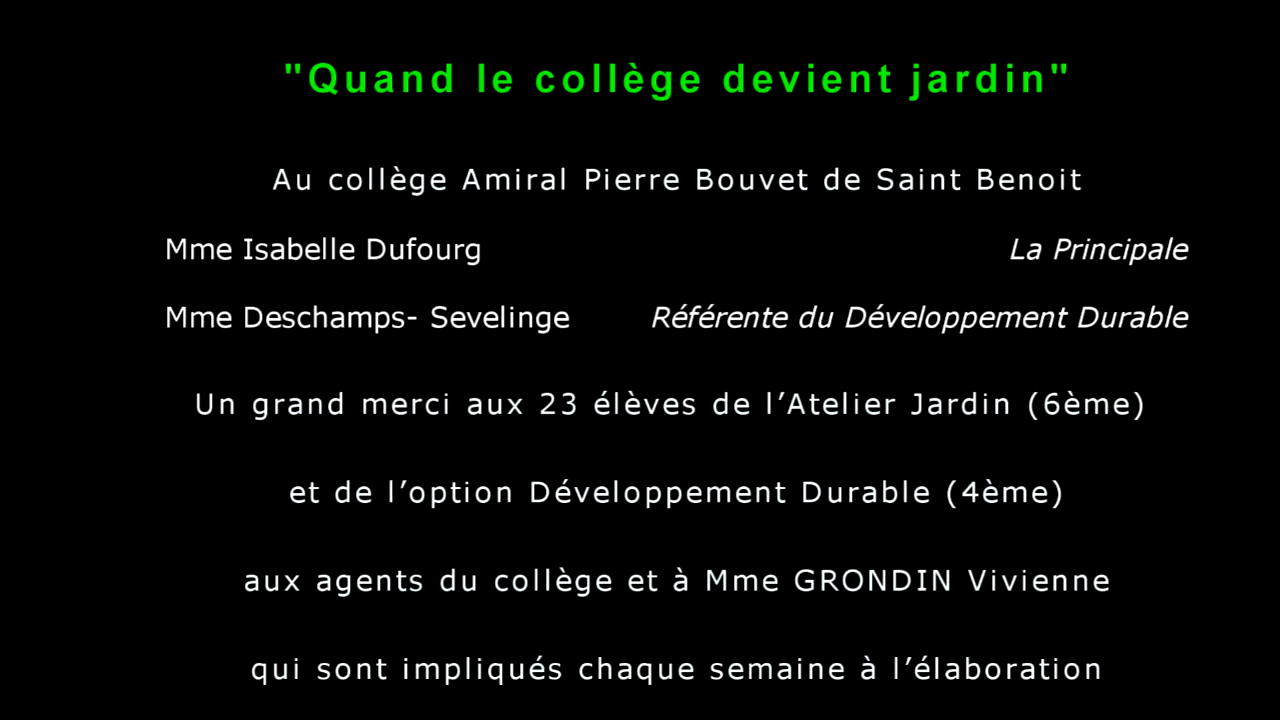 "Quand le collège devient jardin"
Au collège Amiral Pierre Bouvet de Saint Benoit
Mme Isabelle Dufourg La Principale
Mme Deschamps- Sevelinge Référente du Développement Durable
Un grand merci aux 23 élèves de l’Atelier Jardin (6ème)
et de l’option Développement Durable (4ème)
aux agents du collège et à Mme GRONDIN Vivienne
qui sont impliqués chaque semaine à l’élaboration